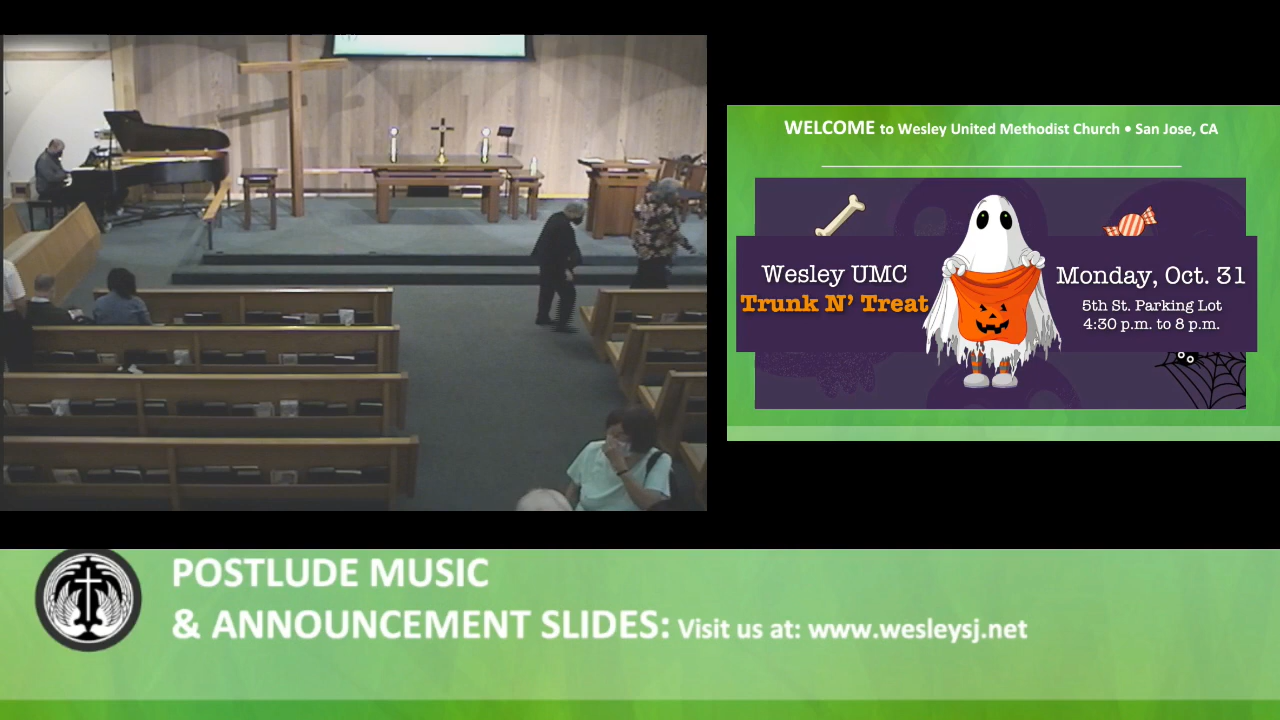 WELCOME to Wesley United Methodist Church • San Jose, CA
Wesley UMC
Trunk N' Treat
Monday, Oct. 31
5th St. Parking Lot
4:30 p.m. to 8 p.m.
POSTLUDE MUSIC
& ANNOUNCEMENT SLIDES: Visit us at: www.wesleysj.net